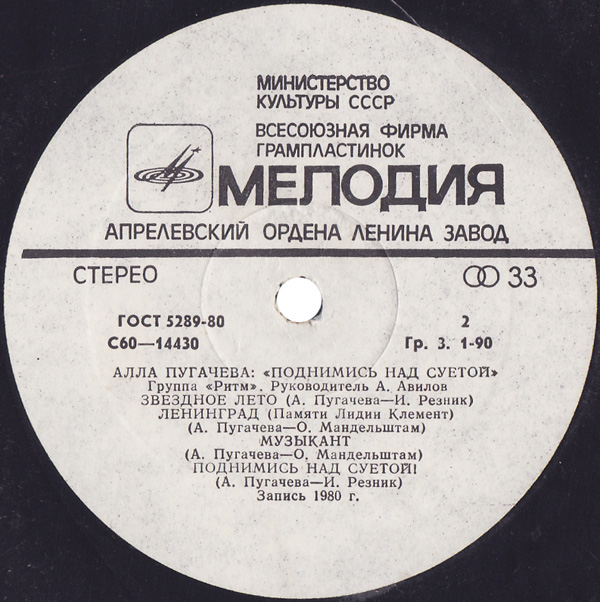 МИНИСТЕРСТВО
КУЛЬТУРЫ СССР
ВСЕСОЮЗНАЯ ФИРМА
ГРАМПЛАСТИНОК
МЕЛОДИЯ
АПРЕЛЕВСКИЙ ОРДЕНА ЛЕНИНА ЗАВОД
СТЕРЕО 33
ГОСТ 5289-80 2
С60—14430 Гр. 3. 1-90
АЛЛА ПУГАЧЕВА: «ПОДНИМИСЬ НАД СУЕТОЙ»
Группа «Ритм». Руководитель А. Авилов
ЗВЕЗДНОЕ ЛЕТО (А. Пугачева—И. Резник)
ЛЕНИНГРАД (Памяти Лидии Клемент)
(А. Пугачева—О. Мандельштам)
МУЗЫКАНТ
(А. Пугачева—О. Мандельштам)
ПОДНИМИСЬ НАД СУЕТОЙ!
(А. Пугачева—И. Резник)
Запись 1980 г.